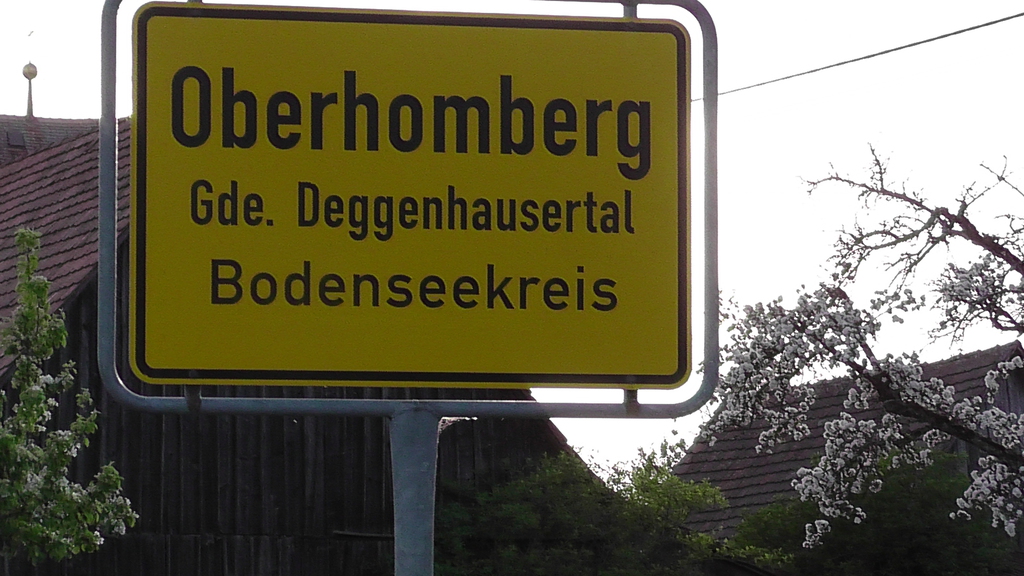 Oberhomberg
Gde. Deggenhausertal
Bodenseekreis